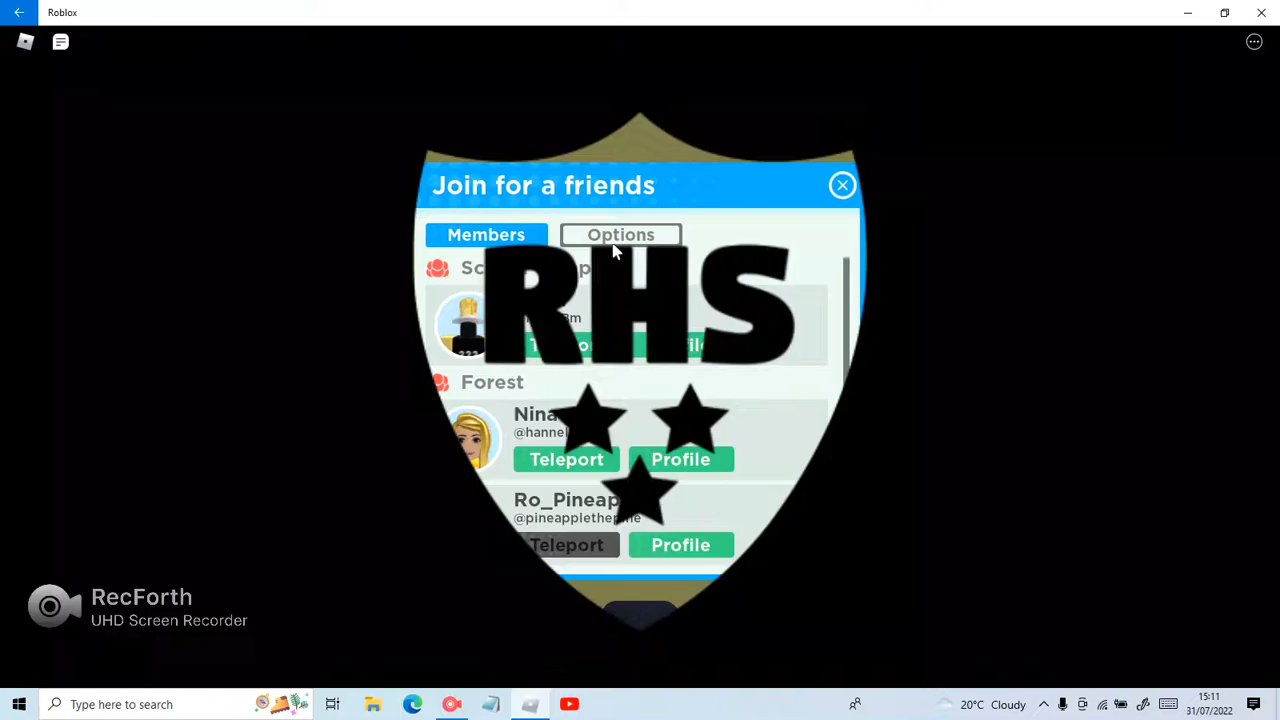 Roblox
Join for a friends
Members
Options
RHS
Forest
Nina
Teleport
Profile
Ro_Pineap
Teleport
Profile
RecForth
UHD Screen Recorder
Type here to search
20°C Cloudy
15:11
31/07/2022